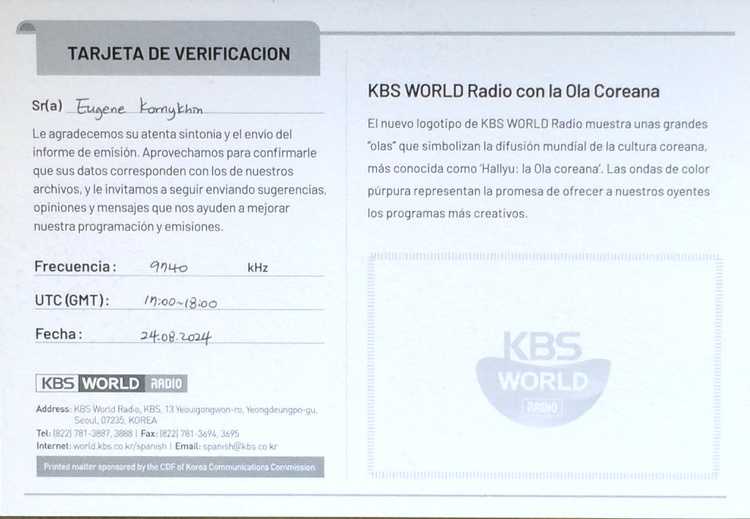 TARJETA DE VERIFICACION
Sr(a) Eugene Kornykhin
Le agradecemos su atenta sintonia y el envío del
informe de emisión. Aprovechamos para confirmarle
que sus datos corresponden con los de nuestros
archivos, y le invitamos a seguir enviando sugerencias,
opiniones y mensajes que nos ayuden a mejorar
nuestra programación y emisiones.
Frecuencia: 9740 kHz
UTC (GMT): 17:00~18:00
Fecha: 24.08.2024
KBS WORLD RADIO
Address: KBS World Radio, KBS, 13 Yeouigongwon-ro, Yeongdeungpo-gu,
Seoul, 07235, KOREA
Tel: (822) 781-3887, 3888 | Fax: (822) 781-3694, 3695
Internet: world.kbs.co.kr/spanish | Email: spanish@kbs.co.kr
Printed matter sponsored by the CDF of Korea Communications Commission
KBS WORLD Radio con la Ola Coreana
El nuevo logotipo de KBS WORLD Radio muestra unas grandes
"olas" que simbolizan la difusión mundial de la cultura coreana,
más conocida como 'Hallyu: la Ola coreana'. Las ondas de color
púrpura representan la promesa de ofrecer a nuestros oyentes
los programas más creativos.
KBS
WORLD
RADIO